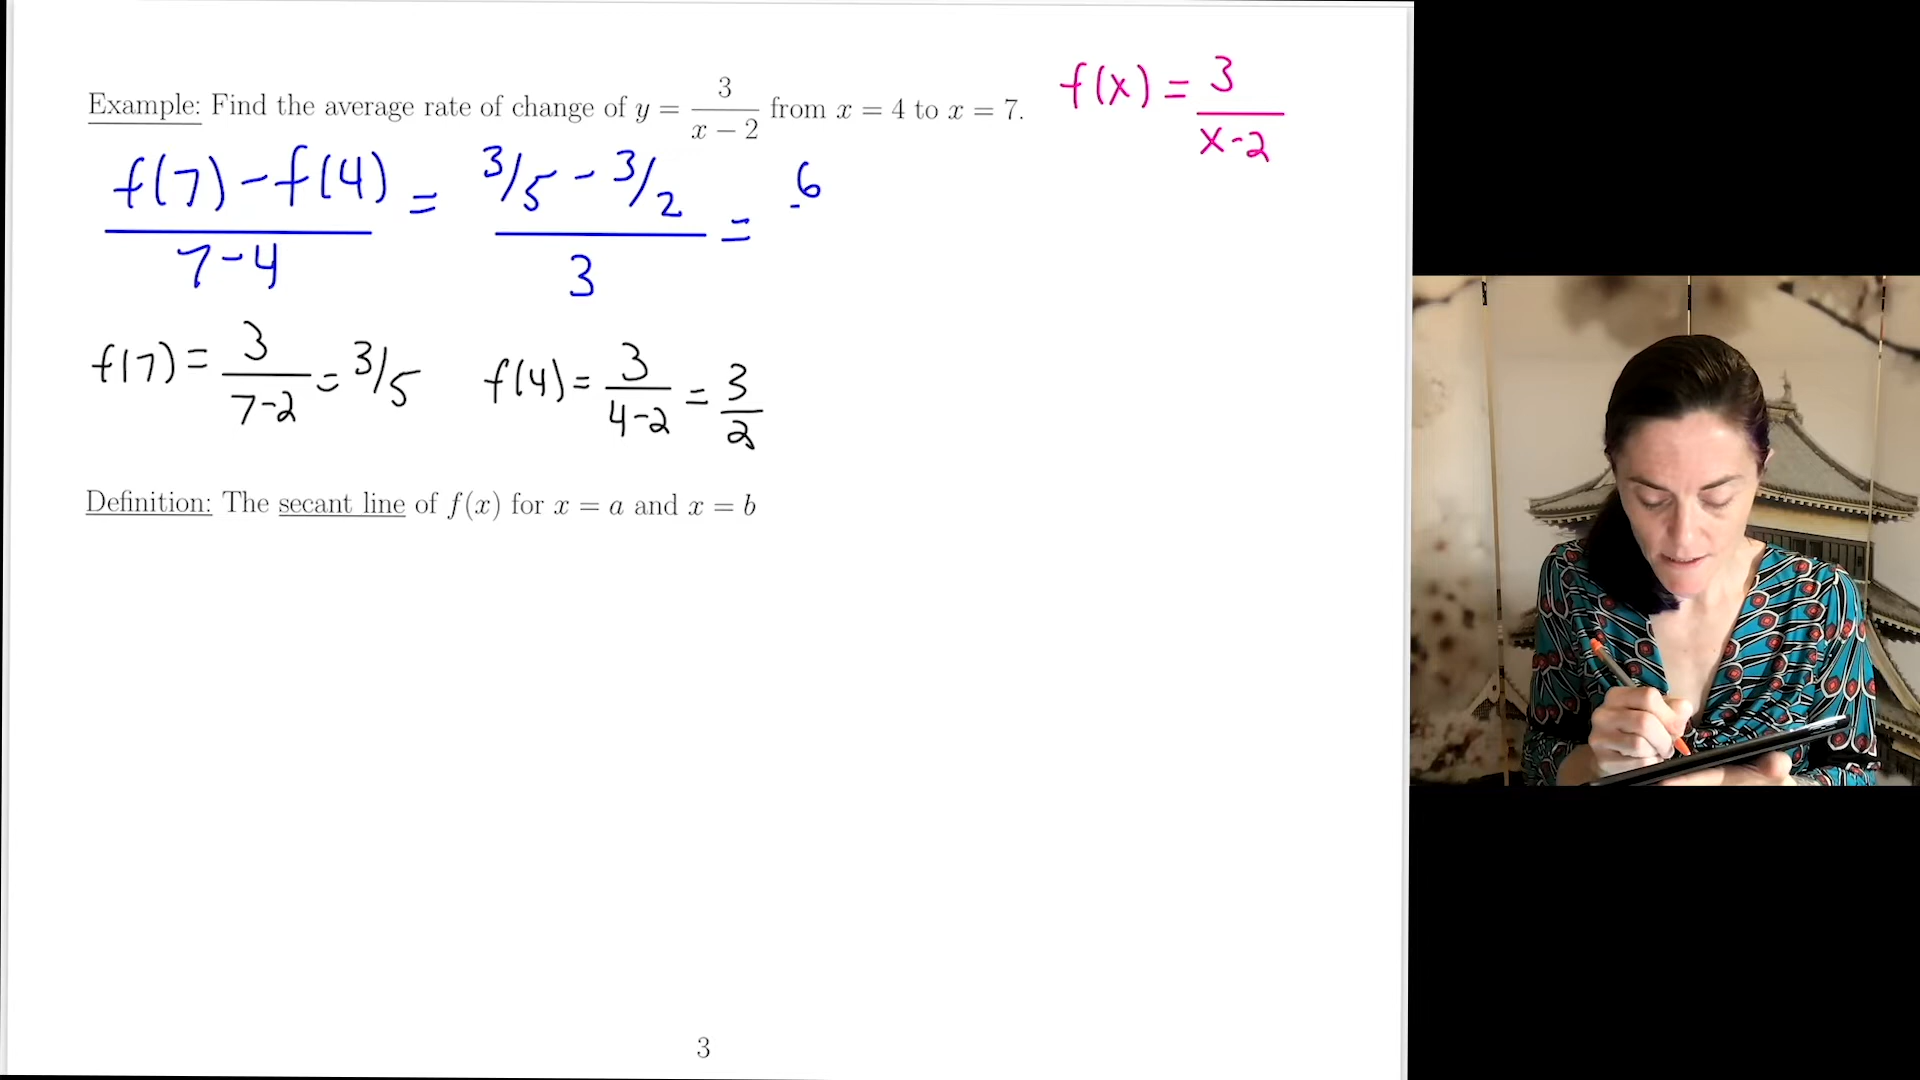 Example: Find the average rate of change of y = 3/(x − 2) from x = 4 to x = 7.
f(x) = 3/(x-2)
(f(7) - f(4))/(7-4) = (3/5 - 3/2)/3 = 6
f(7) = 3/(7-2) = 3/5 f(4) = 3/(4-2) = 3/2
Definition: The secant line of f(x) for x = a and x = b
3